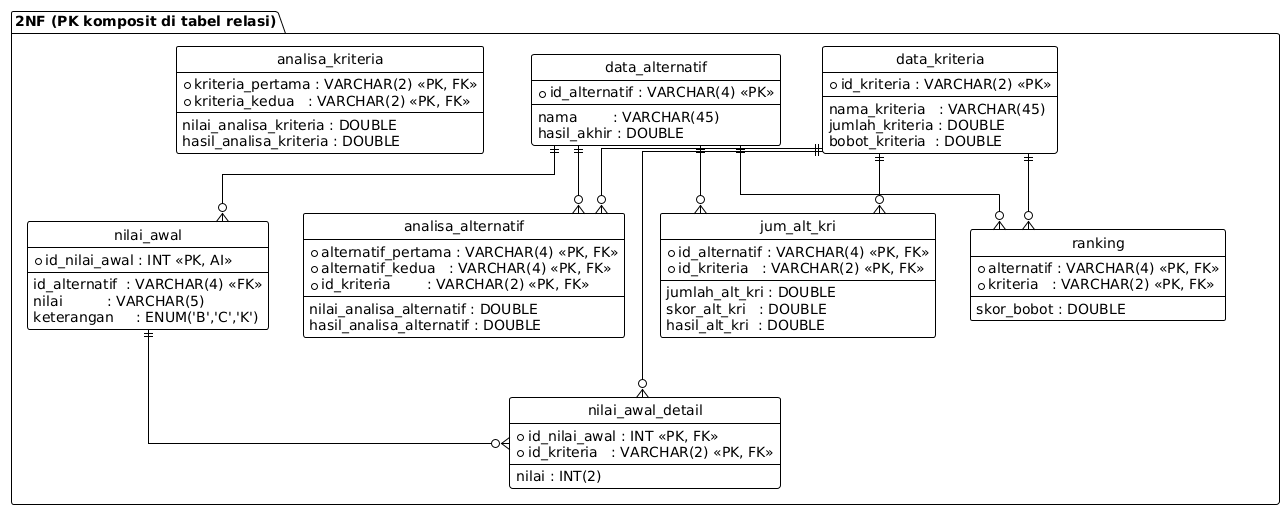 2NF (PK komposit di tabel relasi)
analisa_kriteria
kriteria_pertama : VARCHAR(2) «PK, FK»
kriteria_kedua : VARCHAR(2) «PK, FK»
nilai_analisa_kriteria : DOUBLE
hasil_analisa_kriteria : DOUBLE
data_alternatif
id_alternatif : VARCHAR(4) «PK»
nama : VARCHAR(45)
hasil_akhir : DOUBLE
data_kriteria
id_kriteria : VARCHAR(2) «PK»
nama_kriteria : VARCHAR(45)
jumlah_kriteria : DOUBLE
bobot_kriteria : DOUBLE
nilai_awal
id_nilai_awal : INT «PK, AI»
id_alternatif : VARCHAR(4) «FK»
nilai : VARCHAR(5)
keterangan : ENUM('B','C','K')
analisa_alternatif
alternatif_pertama : VARCHAR(4) «PK, FK»
alternatif_kedua : VARCHAR(4) «PK, FK»
id_kriteria : VARCHAR(2) «PK, FK»
nilai_analisa_alternatif : DOUBLE
hasil_analisa_alternatif : DOUBLE
jum_alt_kri
id_alternatif : VARCHAR(4) «PK, FK»
id_kriteria : VARCHAR(2) «PK, FK»
jumlah_alt_kri : DOUBLE
skor_alt_kri : DOUBLE
hasil_alt_kri : DOUBLE
ranking
alternatif : VARCHAR(4) «PK, FK»
kriteria : VARCHAR(2) «PK, FK»
skor_bobot : DOUBLE
nilai_awal_detail
id_nilai_awal : INT «PK, FK»
id_kriteria : VARCHAR(2) «PK, FK»
nilai : INT(2)